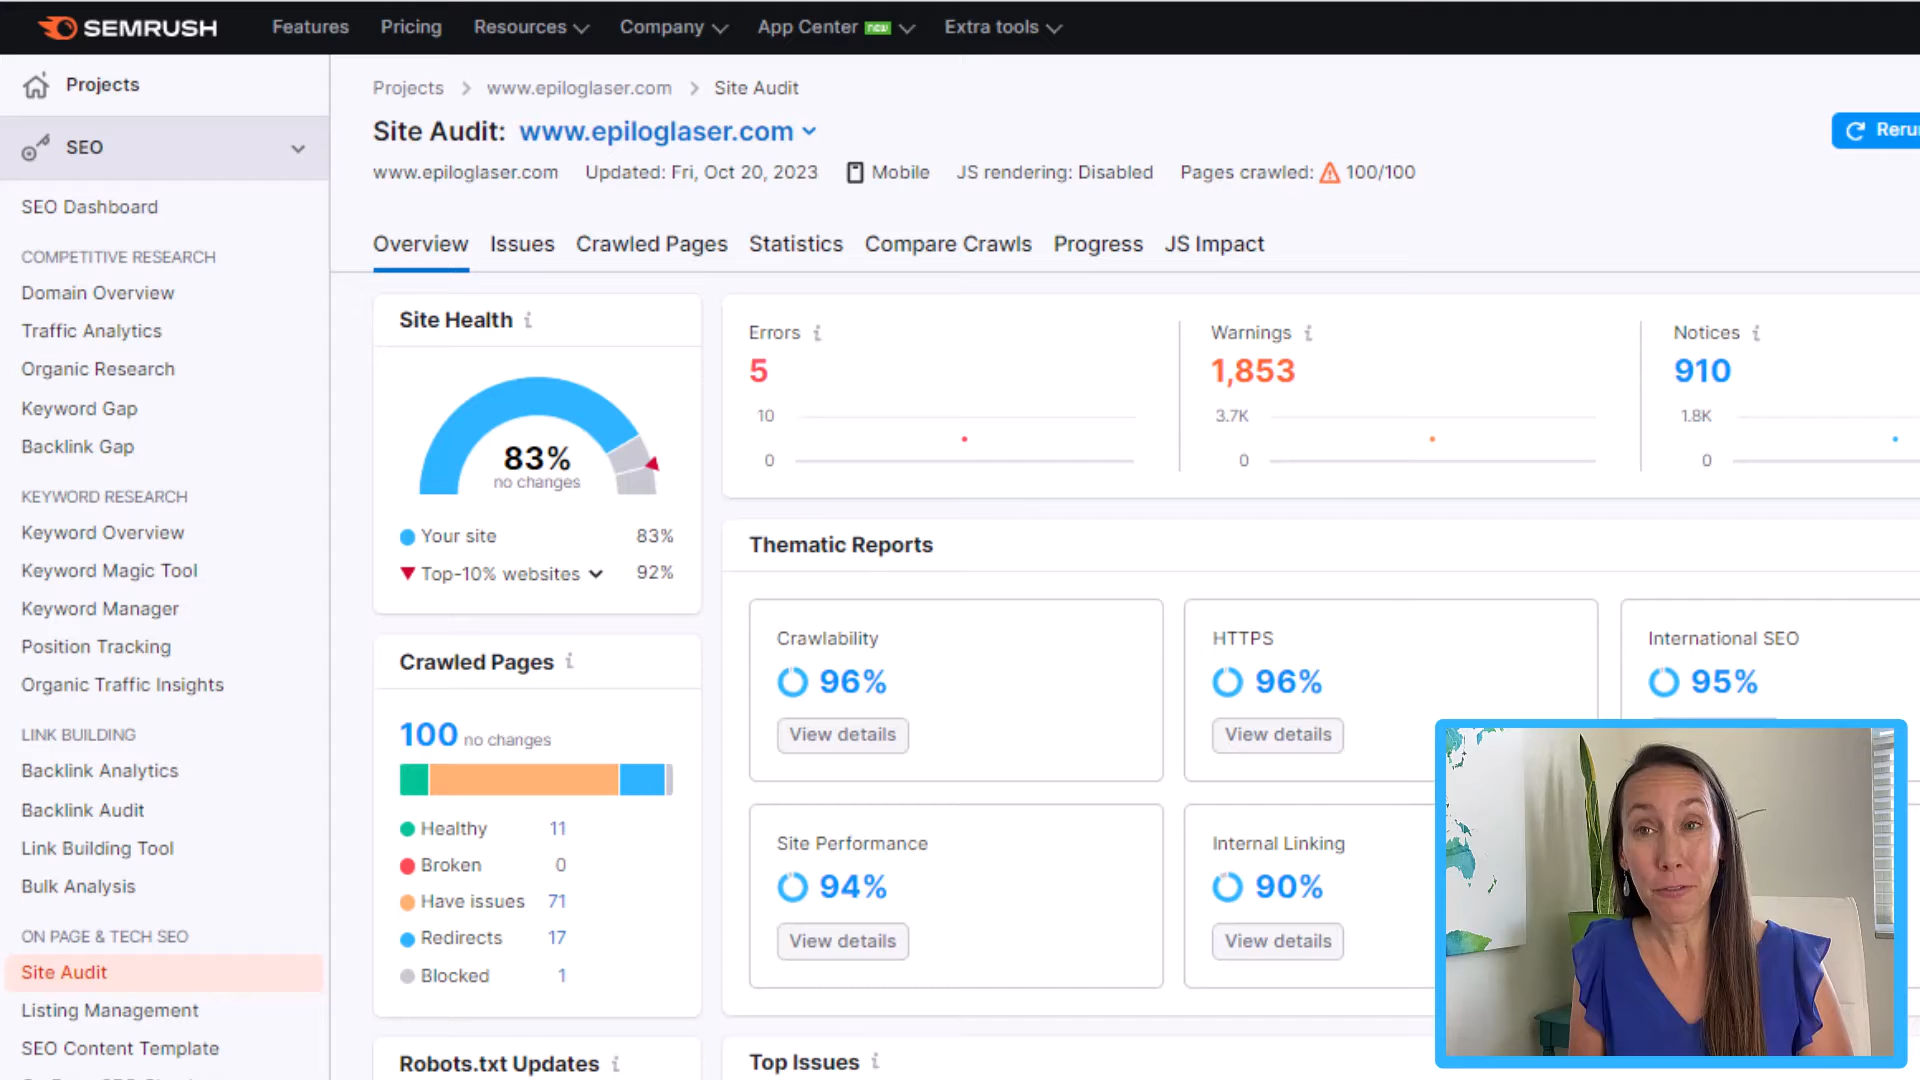 SEMRUSH Features Pricing Resources Company App Center new Extra tools
Projects
SEO
SEO Dashboard
COMPETITIVE RESEARCH
Domain Overview
Traffic Analytics
Organic Research
Keyword Gap
Backlink Gap
KEYWORD RESEARCH
Keyword Overview
Keyword Magic Tool
Keyword Manager
Position Tracking
Organic Traffic Insights
LINK BUILDING
Backlink Analytics
Backlink Audit
Link Building Tool
Bulk Analysis
ON PAGE & TECH SEO
Site Audit
Listing Management
SEO Content Template
Projects > www.epiloglaser.com > Site Audit
Site Audit: www.epiloglaser.com
www.epiloglaser.com Updated: Fri, Oct 20, 2023 Mobile JS rendering: Disabled Pages crawled: 100/100
Overview Issues Crawled Pages Statistics Compare Crawls Progress JS Impact
Site Health
83%
no changes
Your site 83%
Top-10% websites 92%
Crawled Pages
100 no changes
Healthy 11
Broken 0
Have issues 71
Redirects 17
Blocked 1
Robots.txt Updates
Errors
5
10
0
Warnings
1,853
3.7K
0
Notices
910
1.8K
0
Thematic Reports
Crawlability
96%
View details
HTTPS
96%
View details
International SEO
95%
Site Performance
94%
View details
Internal Linking
90%
View details
Top Issues